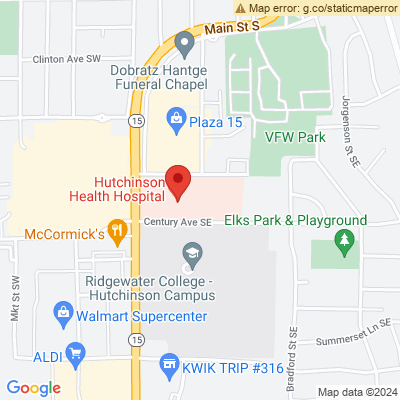 Map error: g.co/staticmaperror
Main St S
Clinton Ave SW
Dobratz Hantge
Funeral Chapel
Jorgenson St SE
15
Plaza 15
VFW Park
Hutchinson
Health Hospital
Century Ave SE
Elks Park & Playground
McCormick's
Ridgewater College -
Hutchinson Campus
Mkt St SW
Walmart Supercenter
Summerset Ln SE
15
Bradford St SE
ALDI
KWIK TRIP #316
Google
Map data ©2024